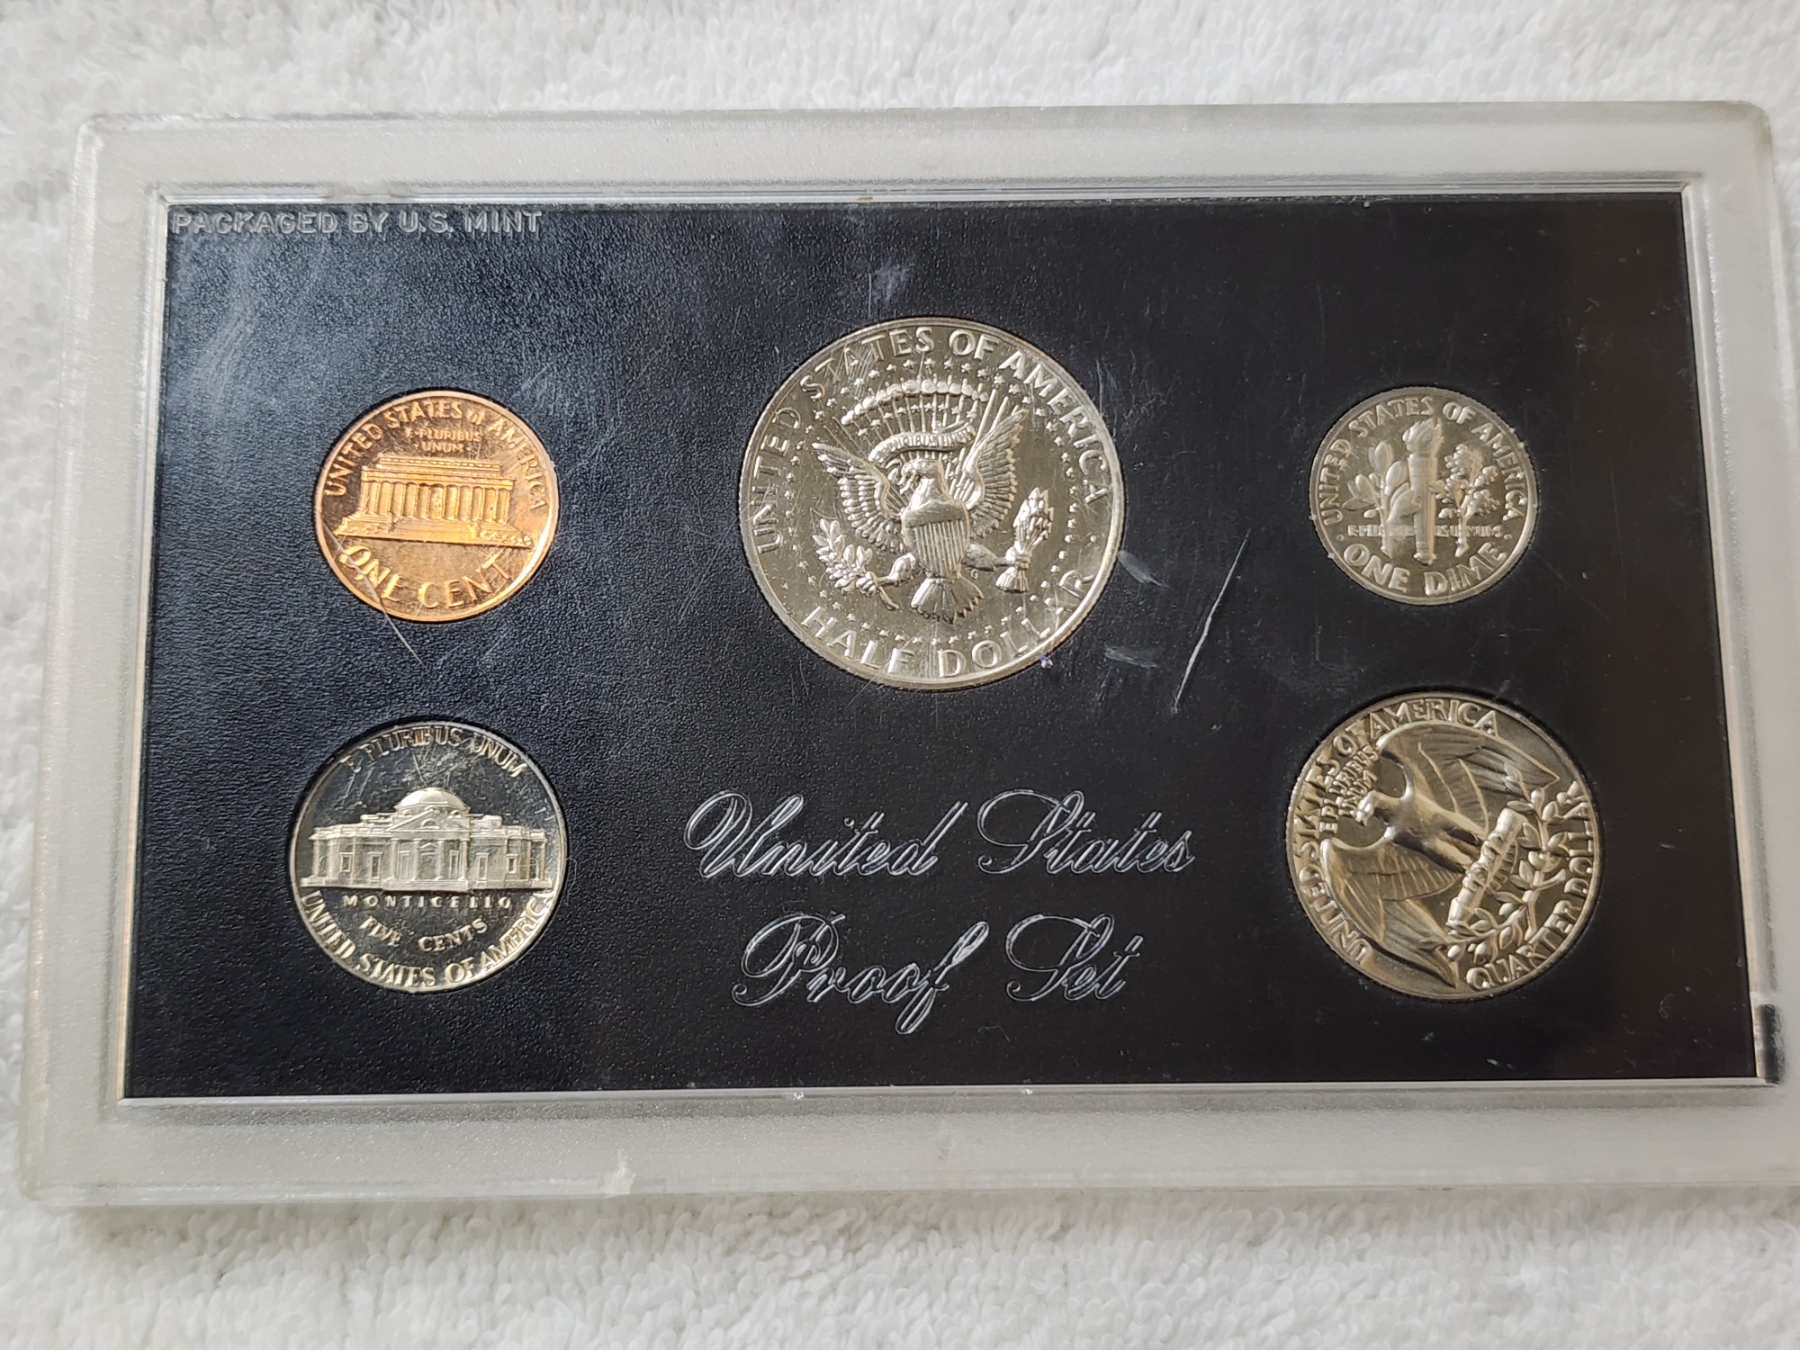 PACKAGED BY U.S. MINT
UNITED STATES OF AMERICA
E·PLURIBUS
UNUM
ONE CENT
UNITED STATES OF AMERICA
HALF DOLLAR
UNITED STATES OF AMERICA
E·PLURIBUS UNUM
ONE DIME
E PLURIBUS UNUM
MONTICELLO
FIVE CENTS
UNITED STATES OF AMERICA
UNITED STATES OF AMERICA
E PLURIBUS
UNUM
QUARTER DOLLAR
United States
Proof Set